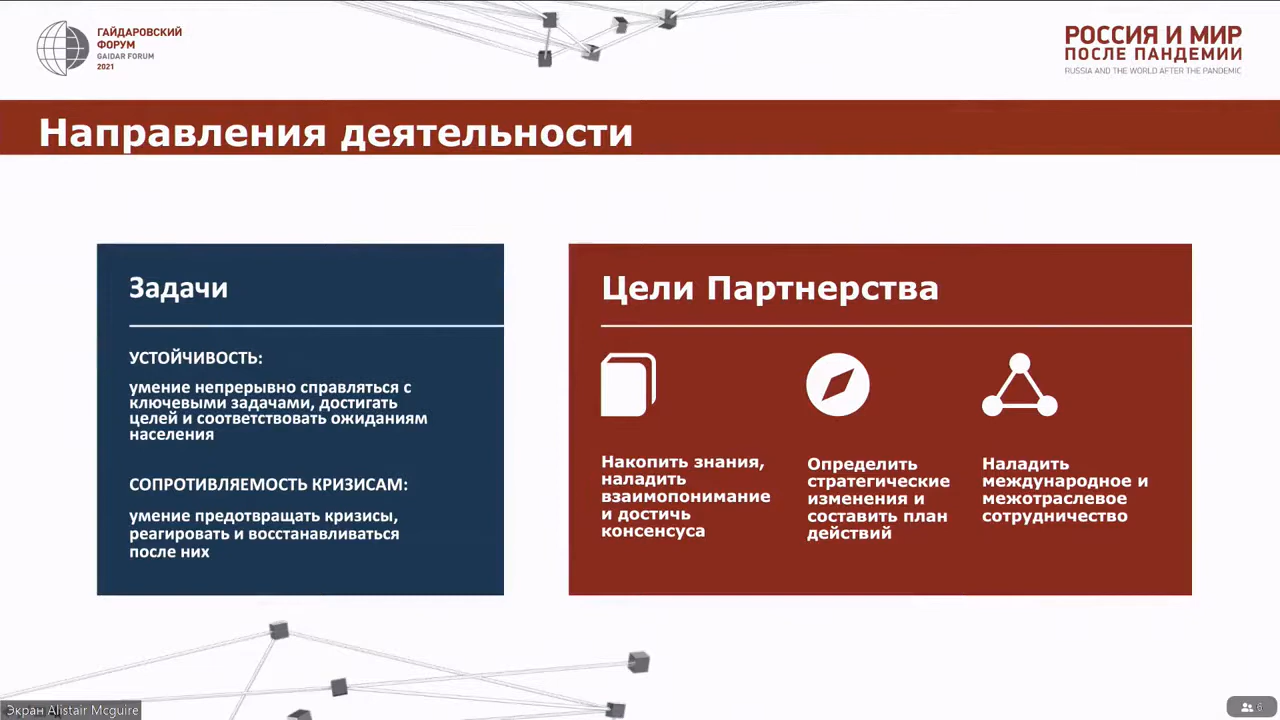 ГАЙДАРОВСКИЙ
ФОРУМ
GAIDAR FORUM
2021
РОССИЯ И МИР
ПОСЛЕ ПАНДЕМИИ
RUSSIA AND THE WORLD AFTER THE PANDEMIC
Направления деятельности
Задачи
УСТОЙЧИВОСТЬ:
умение непрерывно справляться с
ключевыми задачами, достигать
целей и соответствовать ожиданиям
населения
СОПРОТИВЛЯЕМОСТЬ КРИЗИСАМ:
умение предотвращать кризисы,
реагировать и восстанавливаться
после них
Цели Партнерства
Накопить знания,
наладить
взаимопонимание
и достичь
консенсуса
Определить
стратегические
изменения и
составить план
действий
Наладить
международное и
межотраслевое
сотрудничество
Экран Alistair Mcguire
6